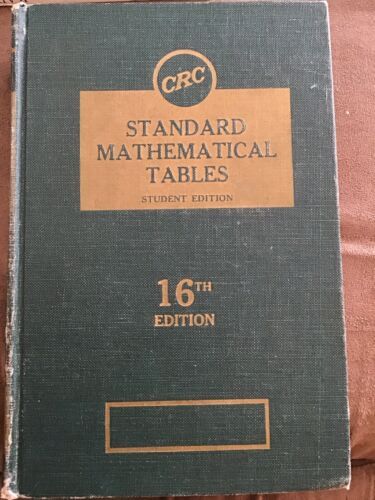 CRC
STANDARD
MATHEMATICAL
TABLES
STUDENT EDITION
16TH
EDITION